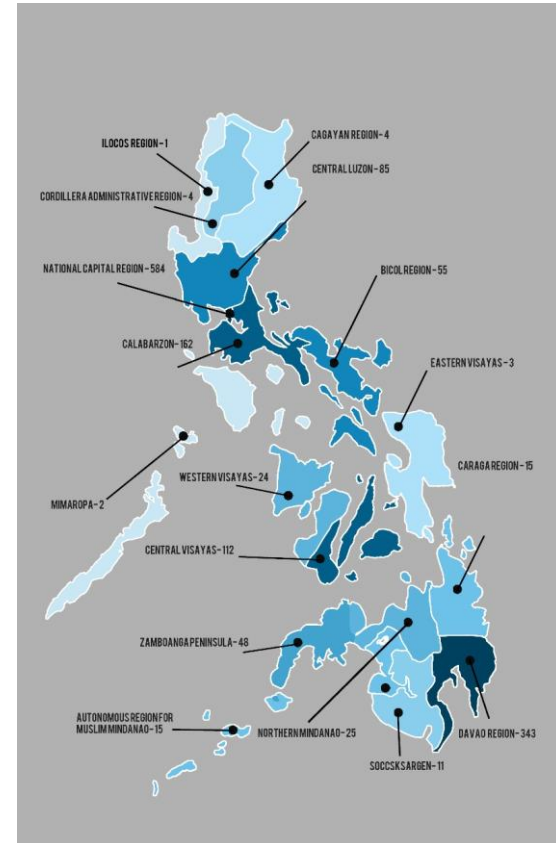 ILOCOS REGION-1
CAGAYAN REGION-4
CENTRAL LUZON-85
CORDILLERA ADMINISTRATIVE REGION-4
NATIONAL CAPITAL REGION-584
BICOL REGION-55
CALABARZON-162
EASTERN VISAYAS-3
CARAGA REGION-15
WESTERN VISAYAS-24
MIMAROPA-2
CENTRAL VISAYAS-112
ZAMBOANGA PENINSULA-48
AUTONOMOUS REGION FOR
MUSLIM MINDANAO-15
NORTHERN MINDANAO-25
DAVAO REGION-343
SOCCSKSARGEN-11